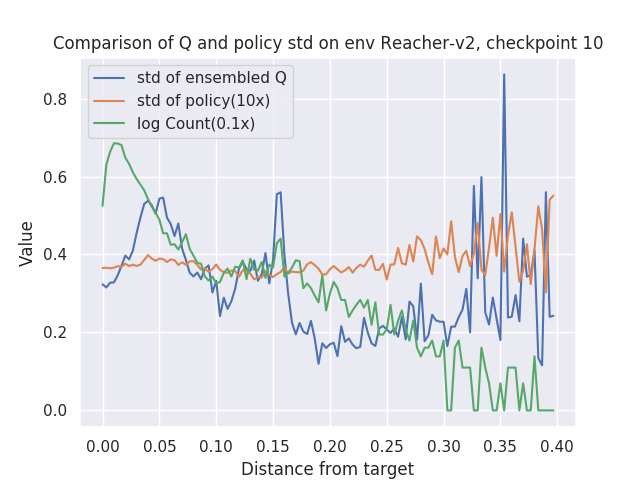 Comparison of Q and policy std on env Reacher-v2, checkpoint 10
std of ensembled Q
std of policy(10x)
log Count(0.1x)
0.8
0.6
0.4
0.2
0.0
Value
0.00 0.05 0.10 0.15 0.20 0.25 0.30 0.35 0.40
Distance from target